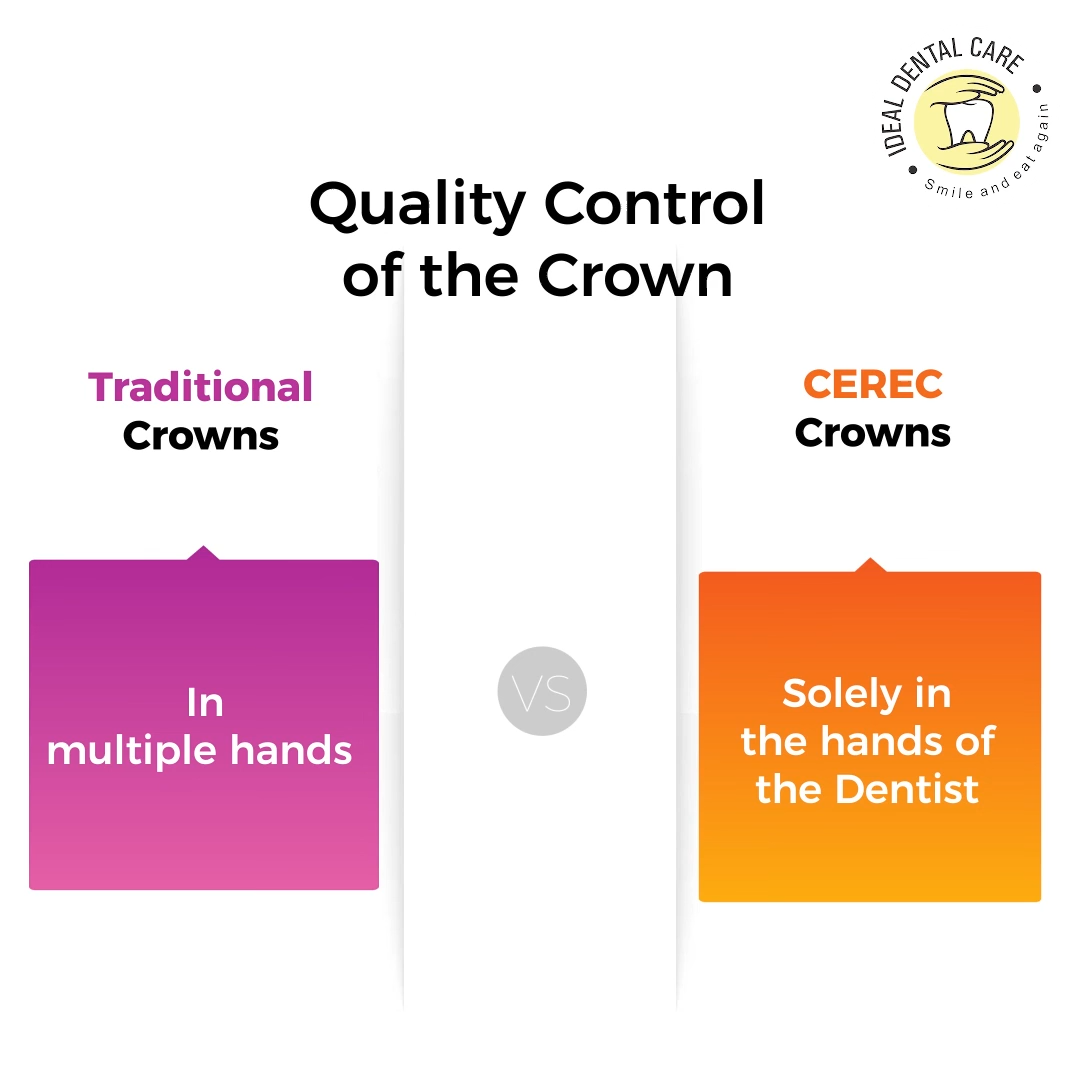 IDEAL DENTAL CARE
Smile and eat again
Quality Control
of the Crown
Traditional
Crowns
CEREC
Crowns
In
multiple hands
VS
Solely in
the hands of
the Dentist